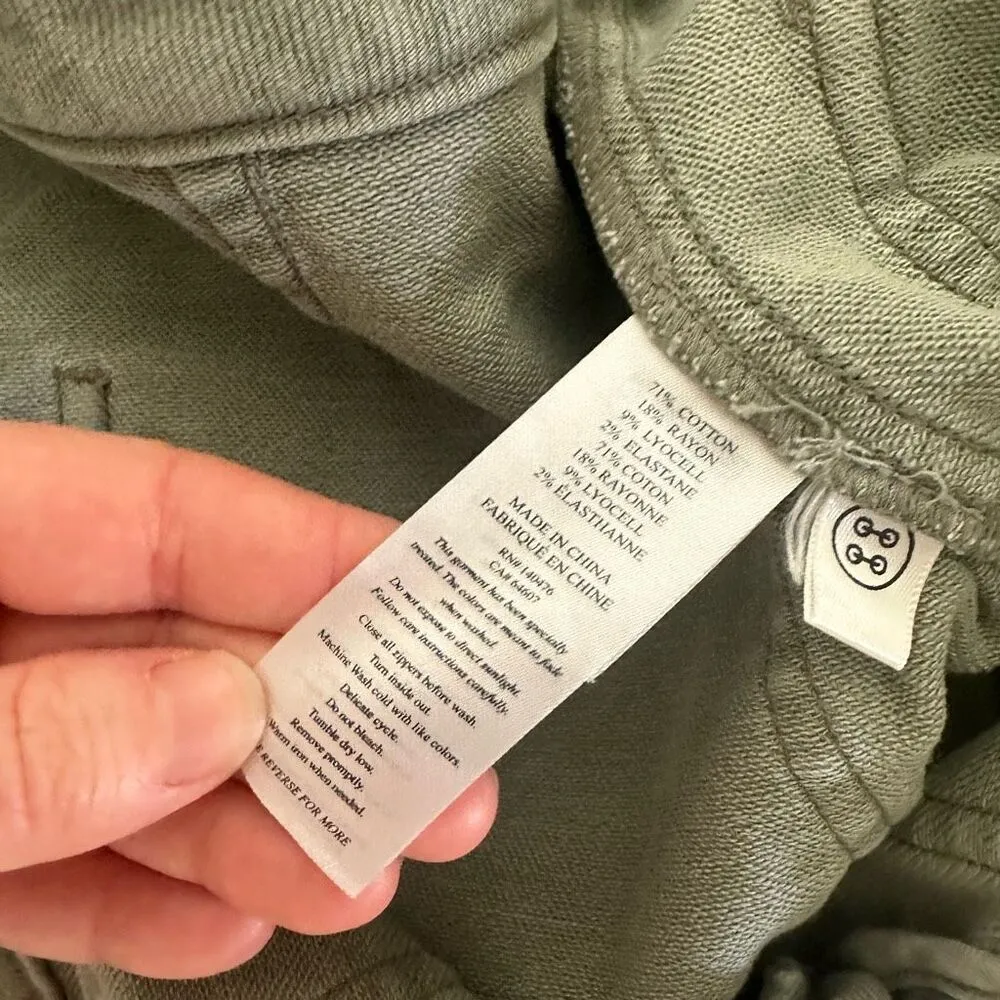 71% COTTON
18% RAYON
9% LYOCELL
2% ELASTANE
71% COTON
18% RAYONNE
9% LYOCELL
2% ÉLASTHANNE
MADE IN CHINA
FABRIQUÉ EN CHINE
RN# 140476
CA# 64607
This garment has been specially
treated. The colors are meant to fade
when washed.
Do not expose to direct sunlight.
Follow care instructions carefully.
Close all zippers before wash.
Turn inside out.
Machine Wash cold with like colors.
Delicate cycle.
Do not bleach.
Tumble dry low.
Remove promptly.
Warm iron when needed.
REVERSE FOR MORE